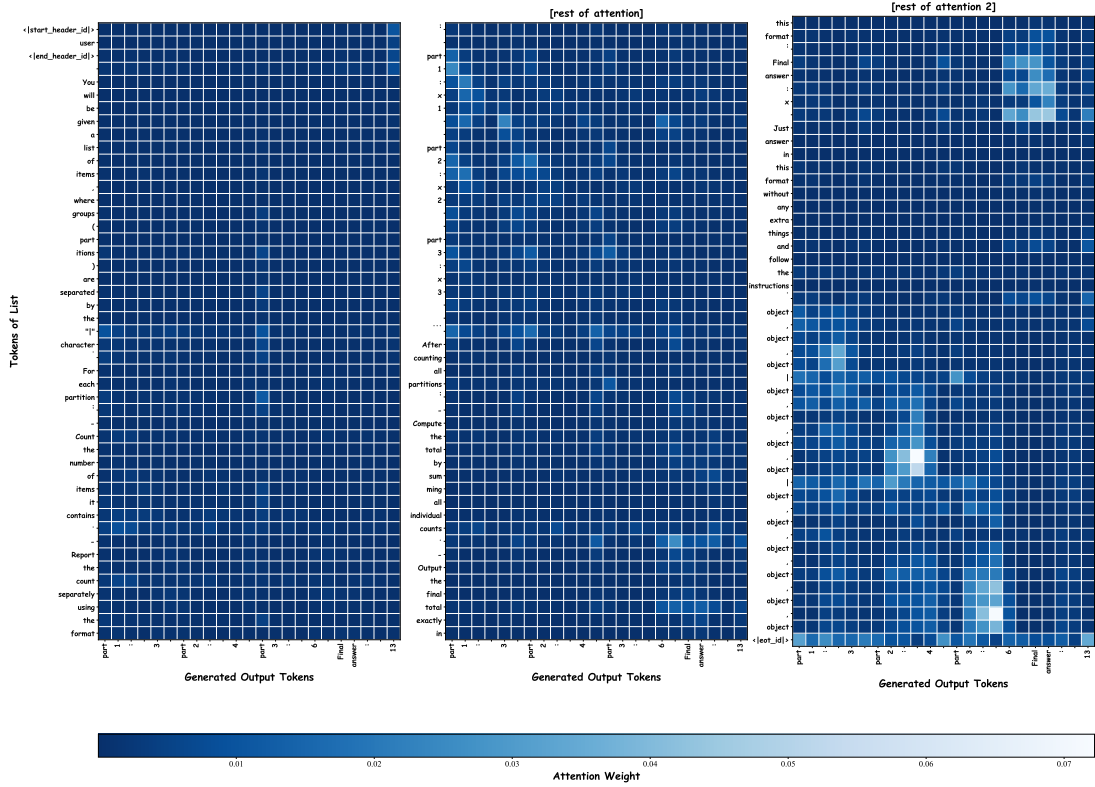 [rest of attention]
[rest of attention 2]
Tokens of List
<|start_header_id|>
user
<|end_header_id|>
You
will
be
given
a
list
of
items
,
where
groups
(
part
itions
)
are
separated
by
the
"|"
character
.
For
each
partition
:
-
Count
the
number
of
items
it
contains
.
-
Report
the
count
separately
using
the
format
part
1
:
3
part
2
:
4
part
3
:
6
Final
answer
:
13
Generated Output Tokens
:
part
1
:
x
1
part
2
:
x
2
part
3
:
x
3
...
After
counting
all
partitions
:
-
Compute
the
total
by
sum
ming
all
individual
counts
.
-
Output
the
final
total
exactly
in
part
1
:
3
part
2
:
4
part
3
:
6
Final
answer
:
13
Generated Output Tokens
this
format
:
Final
answer
:
x
Just
answer
in
this
format
without
any
extra
things
and
follow
the
instructions
.
object
,
object
,
object
|
object
,
object
,
object
,
object
|
object
,
object
,
object
,
object
,
object
,
object
<|eot_id|>
part
1
:
3
part
2
:
4
part
3
:
6
Final
answer
:
13
Generated Output Tokens
0.01
0.02
0.03
0.04
0.05
0.06
0.07
Attention Weight